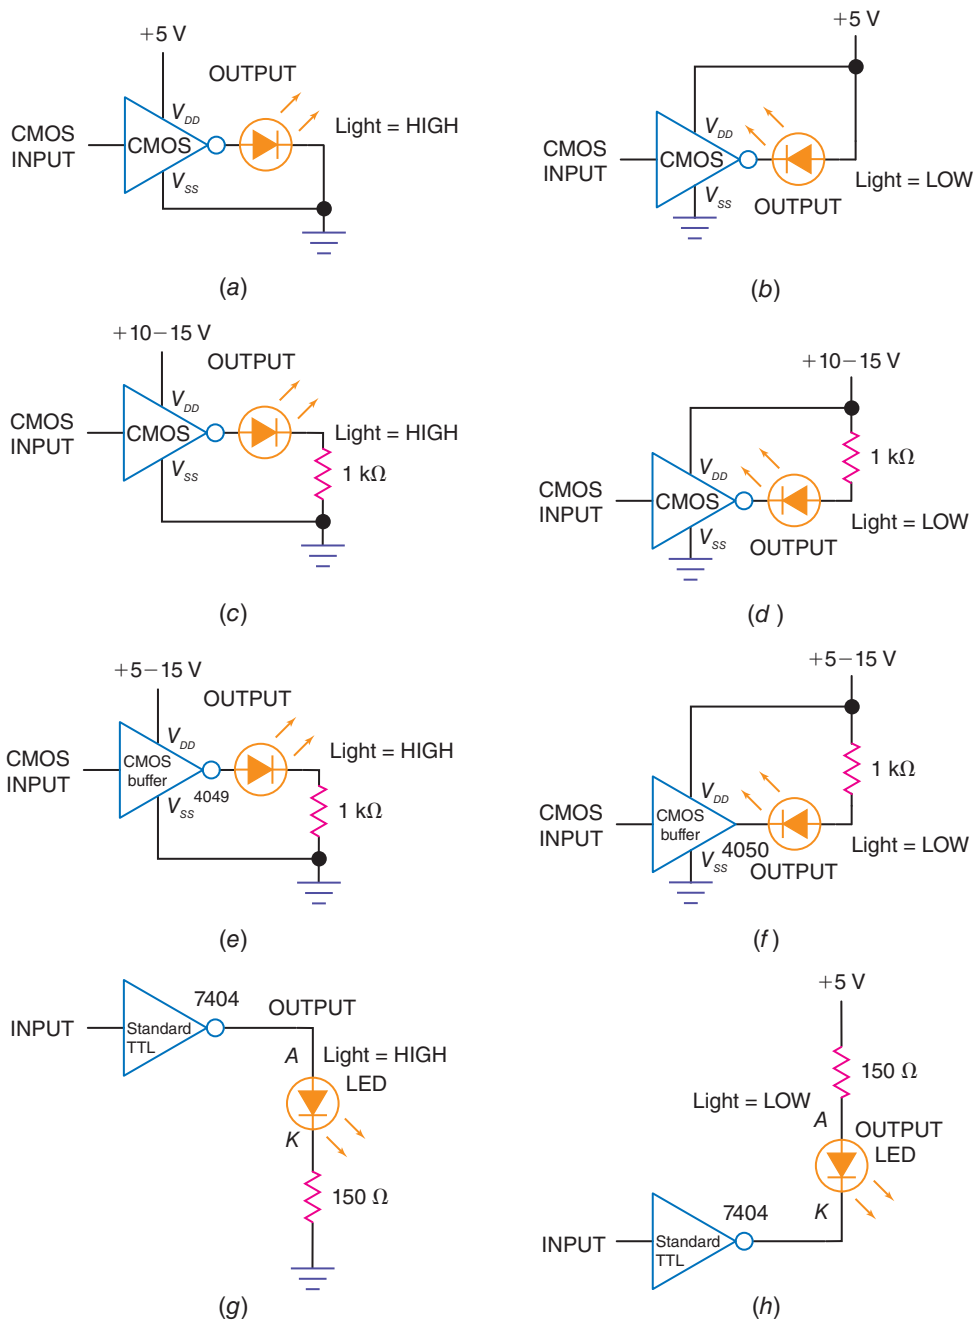 +5 V
OUTPUT
CMOS
INPUT
V_DD
CMOS
V_SS
Light = HIGH
(a)
+5 V
CMOS
INPUT
V_DD
CMOS
V_SS
OUTPUT
Light = LOW
(b)
+10–15 V
OUTPUT
CMOS
INPUT
V_DD
CMOS
V_SS
Light = HIGH
1 kΩ
(c)
+10–15 V
1 kΩ
CMOS
INPUT
V_DD
CMOS
V_SS
OUTPUT
Light = LOW
(d)
+5–15 V
OUTPUT
CMOS
INPUT
V_DD
CMOS
buffer
4049
V_SS
Light = HIGH
1 kΩ
(e)
+5–15 V
1 kΩ
CMOS
INPUT
V_DD
CMOS
buffer
4050
V_SS
OUTPUT
Light = LOW
(f)
7404
OUTPUT
INPUT
Standard
TTL
A
Light = HIGH
LED
K
150 Ω
(g)
+5 V
150 Ω
Light = LOW
A
OUTPUT
LED
K
7404
INPUT
Standard
TTL
(h)